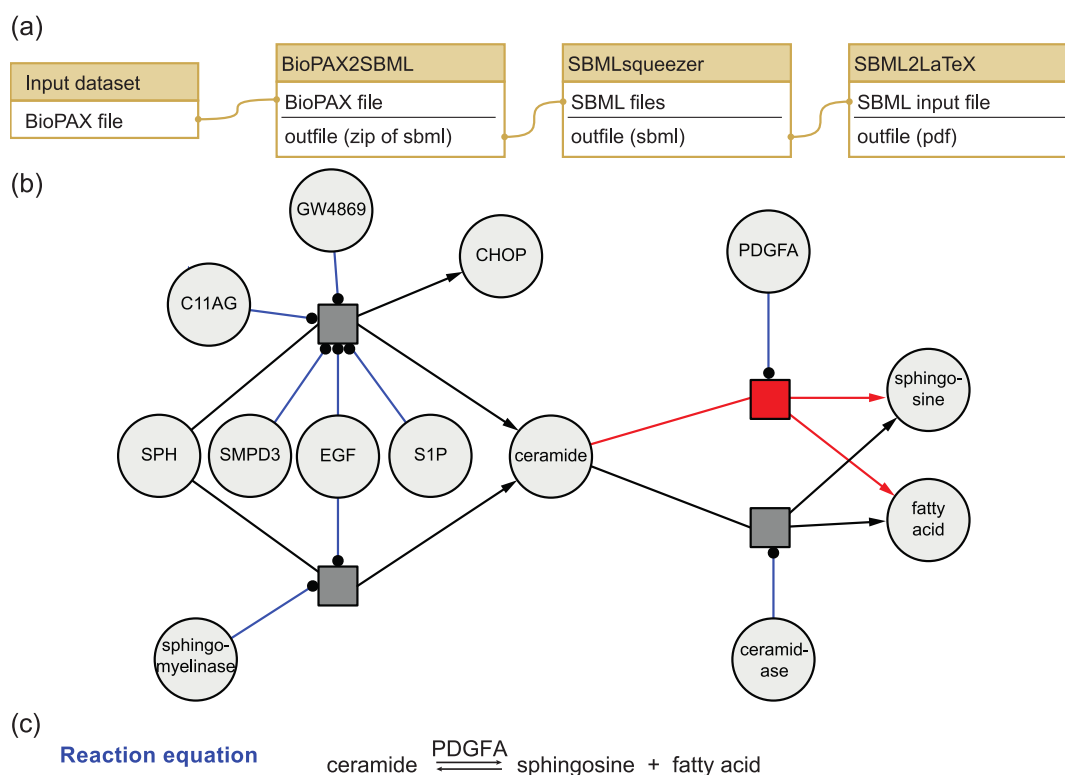 (a)
Input dataset
BioPAX file
BioPAX2SBML
BioPAX file
outfile (zip of sbml)
SBMLsqueezer
SBML files
outfile (sbml)
SBML2LaTeX
SBML input file
outfile (pdf)
(b)
GW4869
CHOP
PDGFA
C11AG
sphingo-
sine
SPH
SMPD3
EGF
S1P
ceramide
fatty
acid
sphingo-
myelinase
ceramid-
ase
(c)
Reaction equation
PDGFA
ceramide ⇌ sphingosine + fatty acid